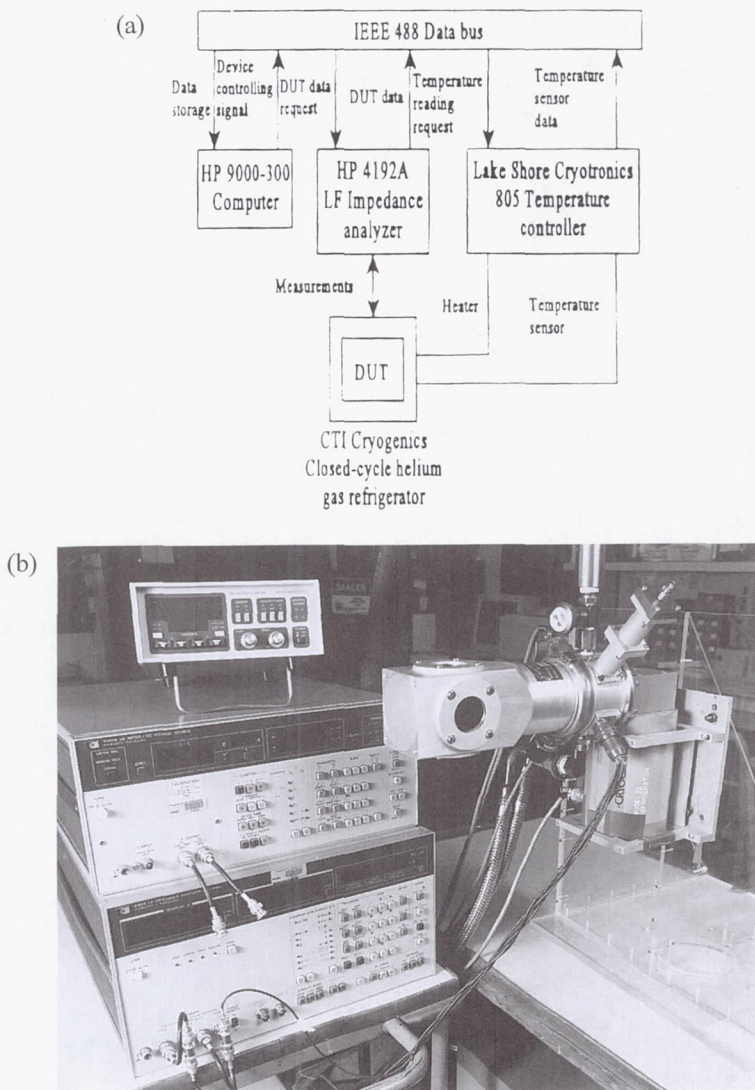 (a)
IEEE 488 Data bus
Data
storage
Device
controlling
signal
DUT data
request
DUT data
Temperature
reading
request
Temperature
sensor
data
HP 9000-300
Computer
HP 4192A
LF Impedance
analyzer
Lake Shore Cryotronics
805 Temperature
controller
Measurements
Heater
Temperature
sensor
DUT
CTI Cryogenics
Closed-cycle helium
gas refrigerator
(b)
DANGER